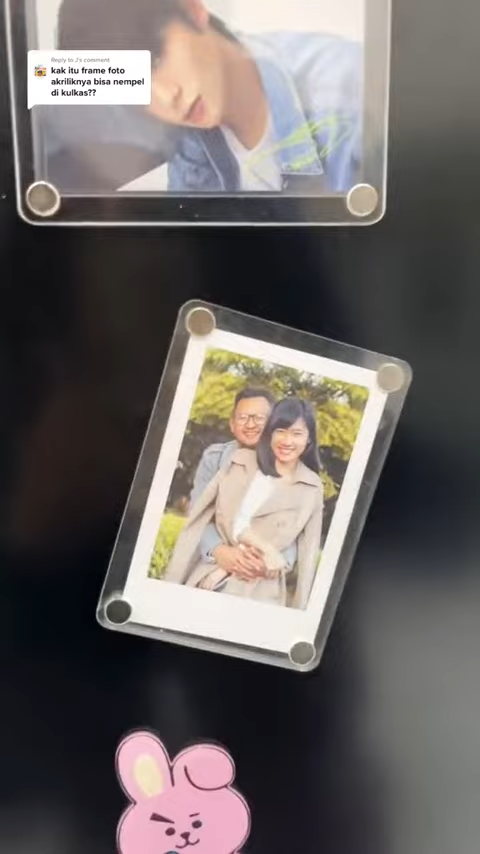 Reply to J's comment
kak itu frame foto
akriliknya bisa nempel
di kulkas??